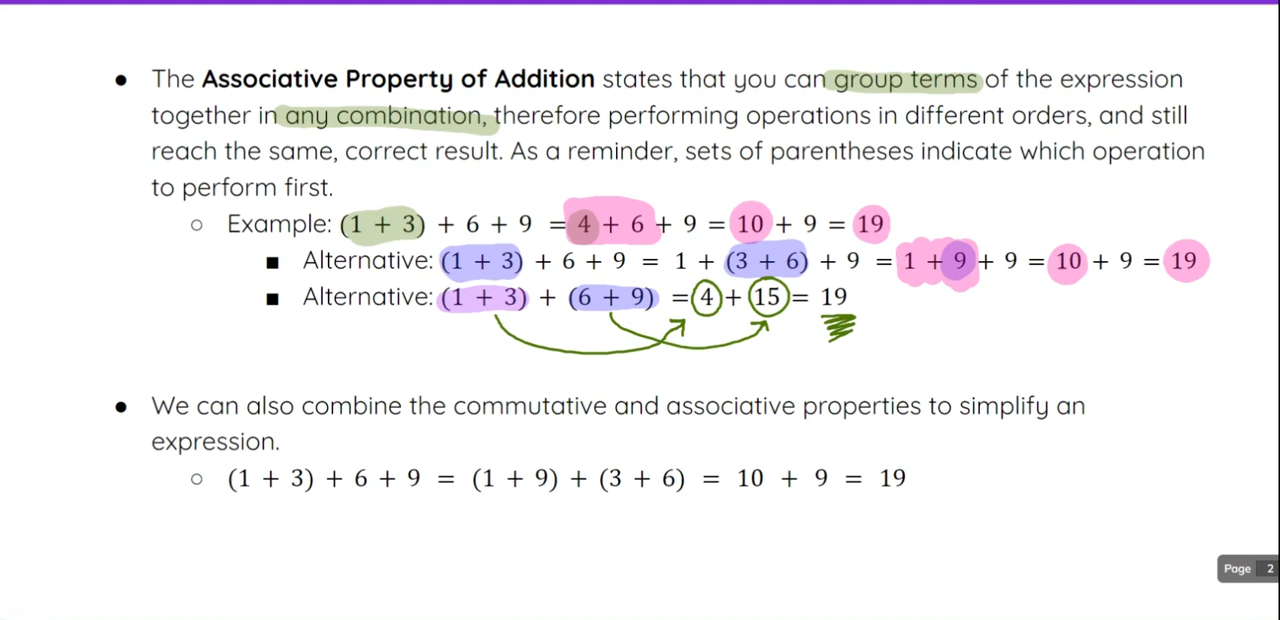 ● The Associative Property of Addition states that you can group terms of the expression
together in any combination, therefore performing operations in different orders, and still
reach the same, correct result. As a reminder, sets of parentheses indicate which operation
to perform first.
○ Example: (1 + 3) + 6 + 9 = 4 + 6 + 9 = 10 + 9 = 19
■ Alternative: (1 + 3) + 6 + 9 = 1 + (3 + 6) + 9 = 1 + 9 + 9 = 10 + 9 = 19
■ Alternative: (1 + 3) + (6 + 9) = 4 + 15 = 19
● We can also combine the commutative and associative properties to simplify an
expression.
○ (1 + 3) + 6 + 9 = (1 + 9) + (3 + 6) = 10 + 9 = 19
Page 2